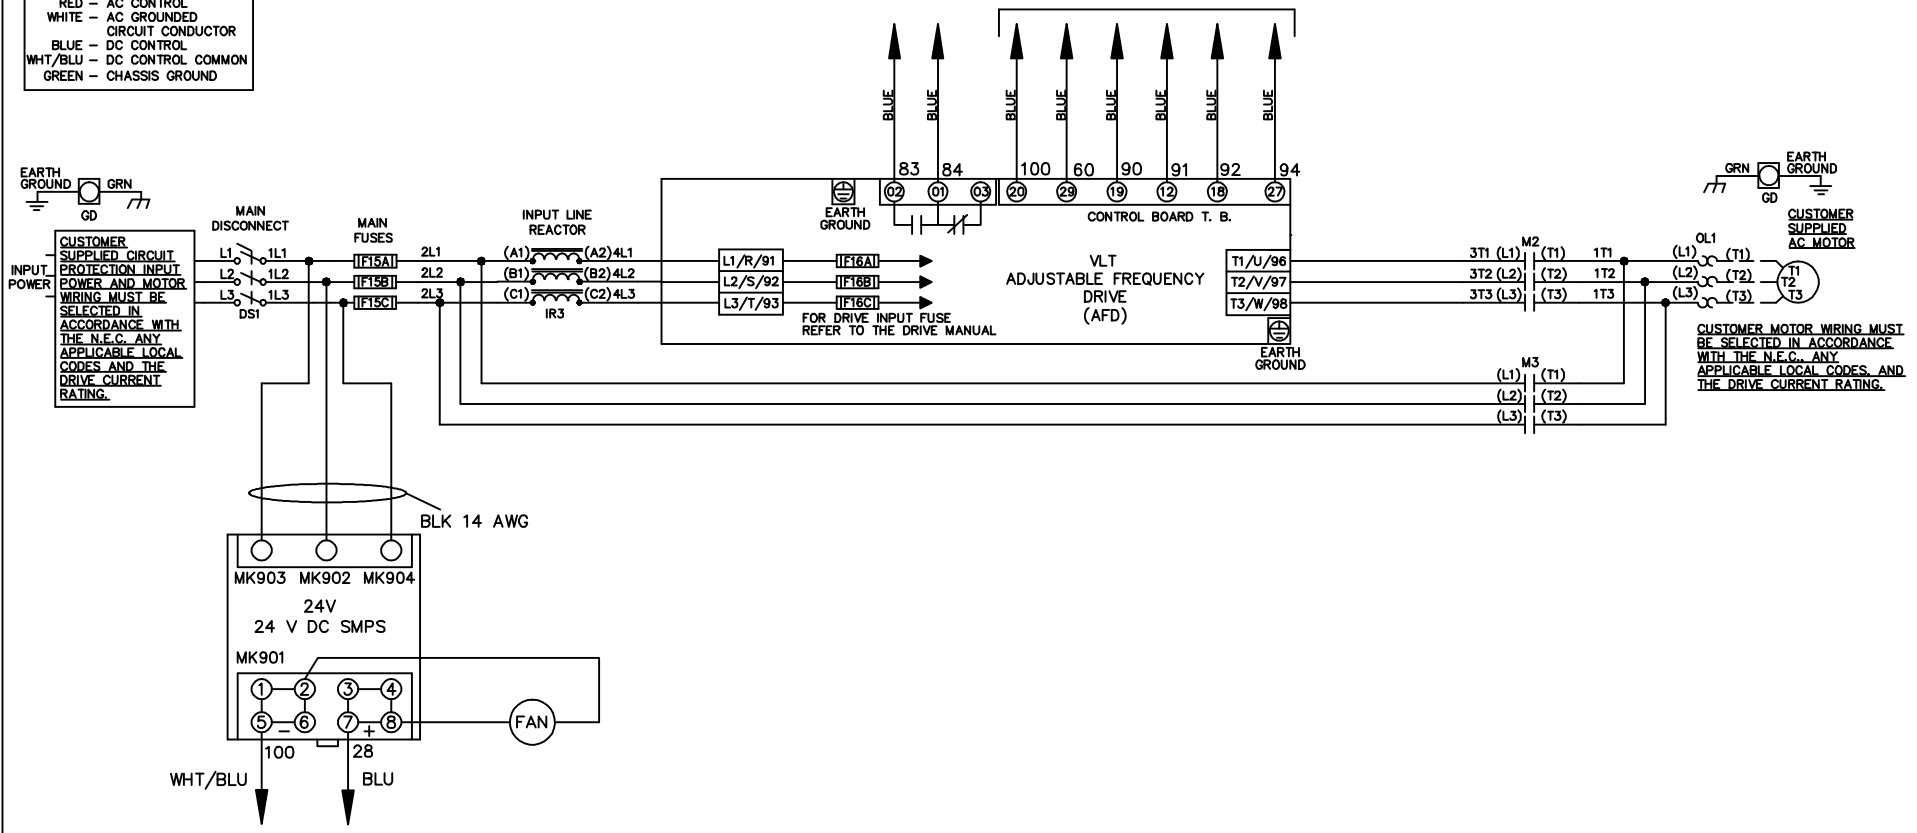 RED – AC CONTROL
WHITE – AC GROUNDED
CIRCUIT CONDUCTOR
BLUE – DC CONTROL
WHT/BLU – DC CONTROL COMMON
GREEN – CHASSIS GROUND
BLUE
BLUE
BLUE
BLUE
BLUE
BLUE
BLUE
BLUE
83 84 100 60 90 91 92 94
02 01 03 20 29 19 12 18 27
EARTH
GROUND
CONTROL BOARD T. B.
EARTH
GROUND
GRN
GD
MAIN
DISCONNECT
MAIN
FUSES
INPUT LINE
REACTOR
INPUT
POWER
CUSTOMER
SUPPLIED CIRCUIT
PROTECTION INPUT
POWER AND MOTOR
WIRING MUST BE
SELECTED IN
ACCORDANCE WITH
THE N.E.C. ANY
APPLICABLE LOCAL
CODES AND THE
DRIVE CURRENT
RATING.
L1 1L1 F15A 2L1 (A1) (A2) 4L1 L1/R/91 F16A
L2 1L2 F15B 2L2 (B1) (B2) 4L2 L2/S/92 F16B
L3 1L3 F15C 2L3 (C1) (C2) 4L3 L3/T/93 F16C
DS1
IR3
FOR DRIVE INPUT FUSE
REFER TO THE DRIVE MANUAL
VLT
ADJUSTABLE FREQUENCY
DRIVE
(AFD)
T1/U/96
T2/V/97
T3/W/98
EARTH
GROUND
M2
3T1 (L1) (T1) 1T1
3T2 (L2) (T2) 1T2
3T3 (L3) (T3) 1T3
M3
(L1) (T1)
(L2) (T2)
(L3) (T3)
OL1
(L1) (T1)
(L2) (T2)
(L3) (T3)
T1
T2
T3
GRN
EARTH
GROUND
GD
CUSTOMER
SUPPLIED
AC MOTOR
CUSTOMER MOTOR WIRING MUST
BE SELECTED IN ACCORDANCE
WITH THE N.E.C., ANY
APPLICABLE LOCAL CODES, AND
THE DRIVE CURRENT RATING.
BLK 14 AWG
MK903 MK902 MK904
24V
24 V DC SMPS
MK901
1 2 3 4
5 6 7 8
– +
FAN
100 28
WHT/BLU BLU